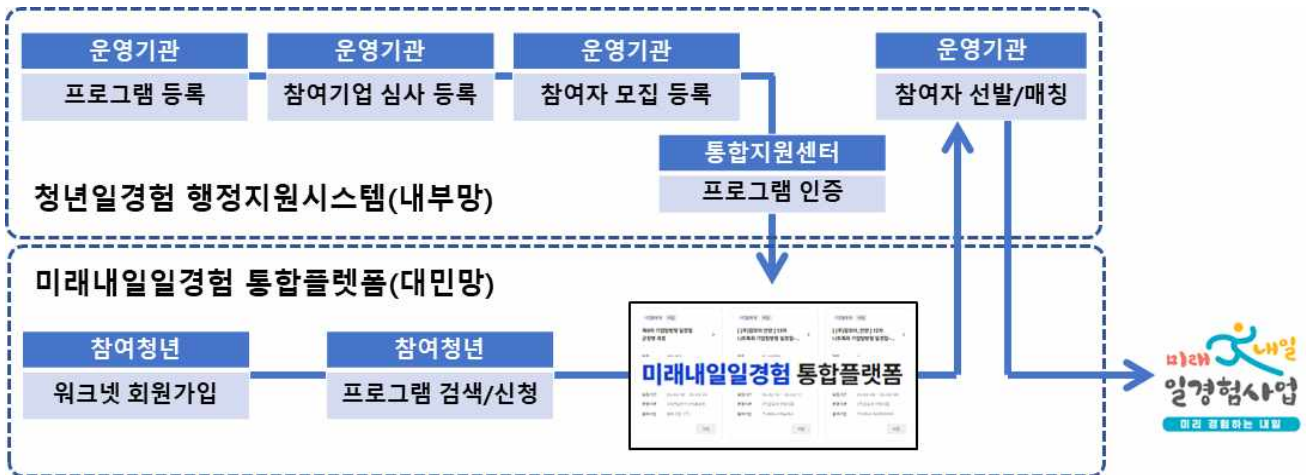 운영기관
프로그램 등록
운영기관
참여기업 심사 등록
운영기관
참여자 모집 등록
운영기관
참여자 선발/매칭
통합지원센터
프로그램 인증
청년일경험 행정지원시스템(내부망)
미래내일일경험 통합플렛폼(대민망)
참여청년
워크넷 회원가입
참여청년
프로그램 검색/신청
미래내일일경험 통합플랫폼
미래 내일
일경험사업
미리 경험하는 내일